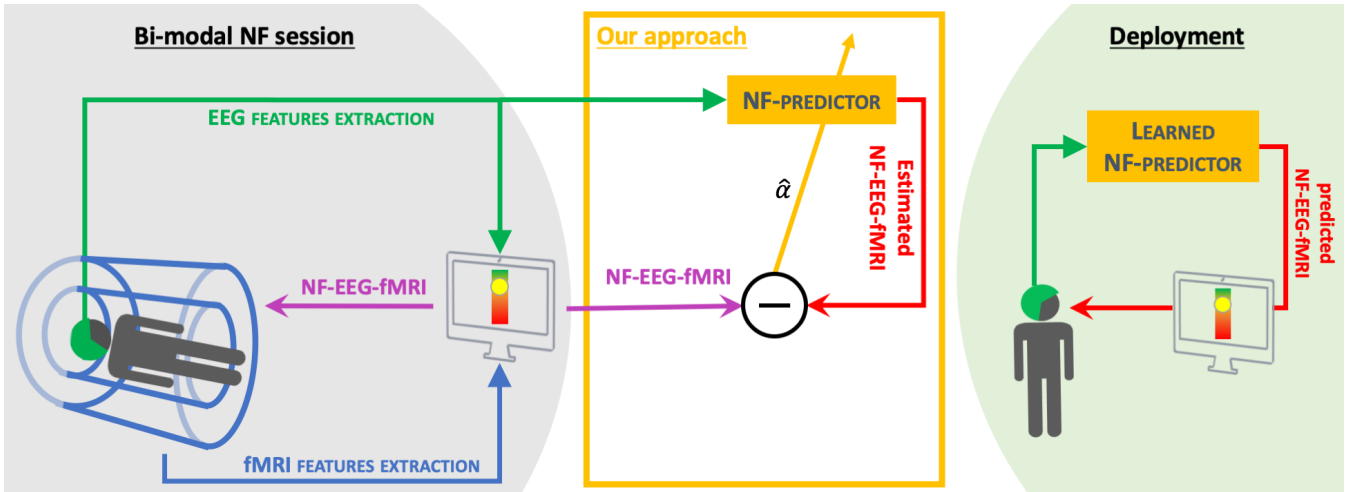 Bi-modal NF session
EEG FEATURES EXTRACTION
NF-EEG-fMRI
fMRI FEATURES EXTRACTION
Our approach
NF-PREDICTOR
α̂
Estimated
NF-EEG-fMRI
NF-EEG-fMRI
Deployment
LEARNED
NF-PREDICTOR
predicted
NF-EEG-fMRI